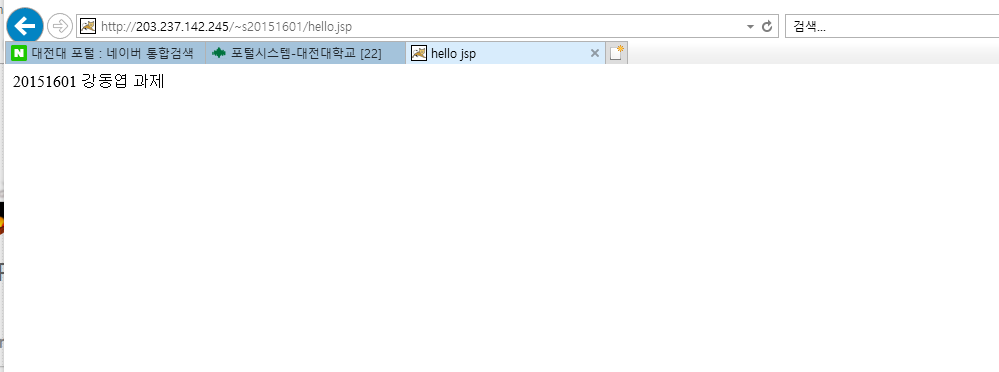 http://203.237.142.245/~s20151601/hello.jsp
검색...
대전대 포털 : 네이버 통합검색
포털시스템-대전대학교 [22]
hello jsp
20151601 강동엽 과제